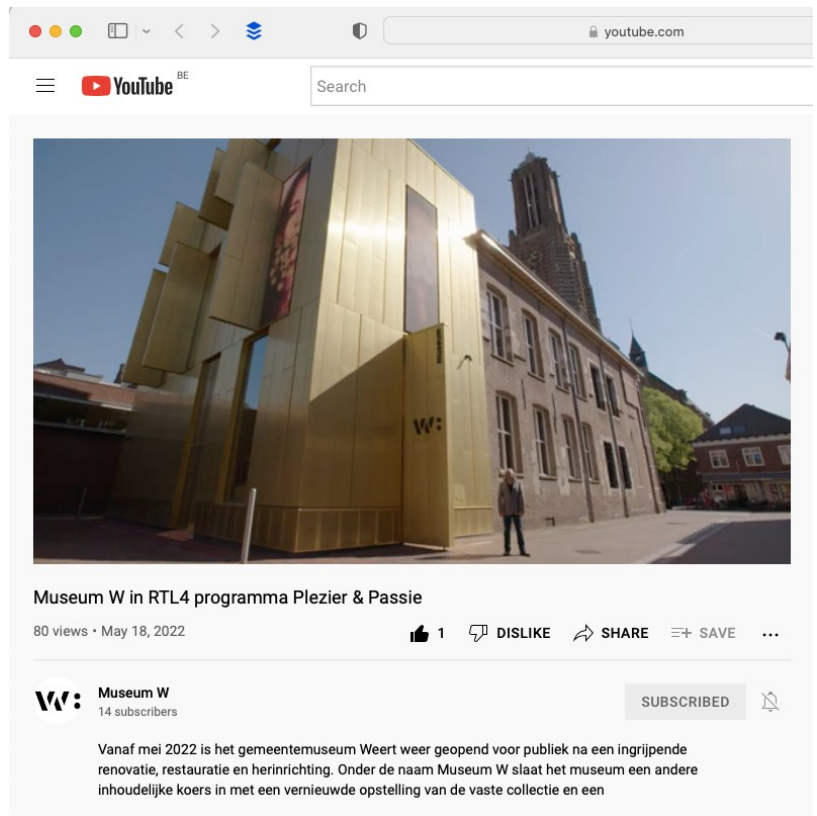 youtube.com
YouTube BE
Search
museum
W:
Museum W in RTL4 programma Plezier & Passie
80 views • May 18, 2022
1 DISLIKE SHARE SAVE
W:
Museum W
14 subscribers
SUBSCRIBED
Vanaf mei 2022 is het gemeentemuseum Weert weer geopend voor publiek na een ingrijpende
renovatie, restauratie en herinrichting. Onder de naam Museum W slaat het museum een andere
inhoudelijke koers in met een vernieuwde opstelling van de vaste collectie en een